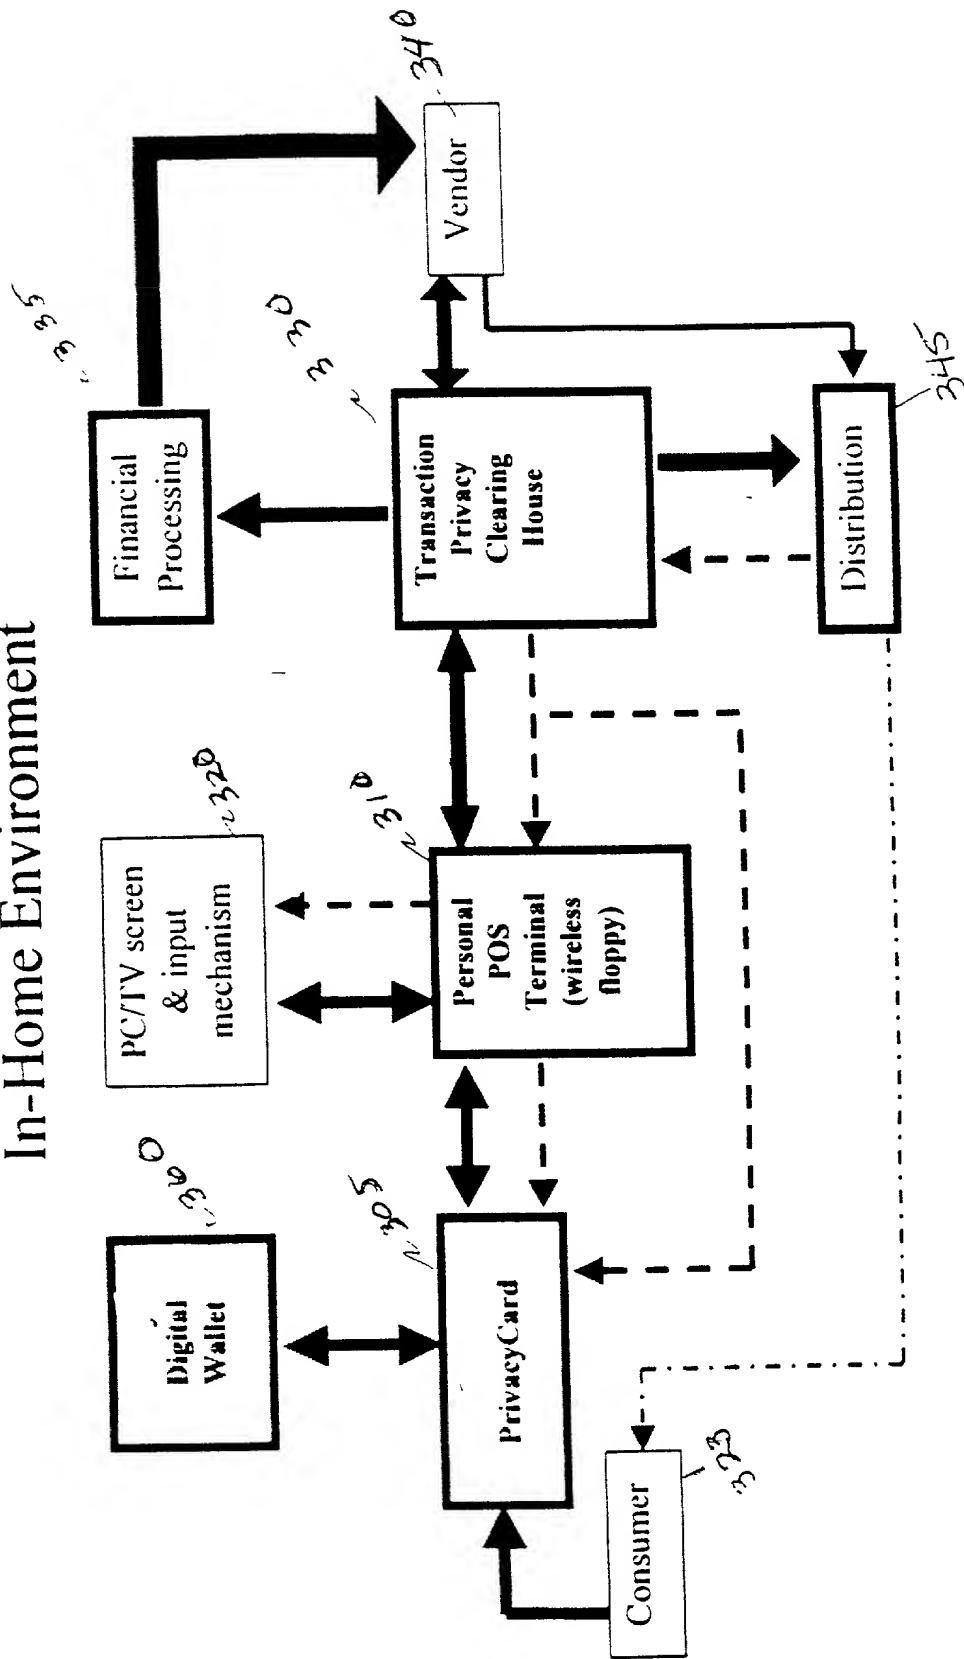 In-Home Environment
Digital
Wallet
300
PC/TV screen
& input
mechanism
320
Financial
Processing
335
PrivacyCard
305
Personal
POS
Terminal
(wireless
floppy)
310
Transaction
Privacy
Clearing
House
330
Vendor
340
Consumer
323
Distribution
345